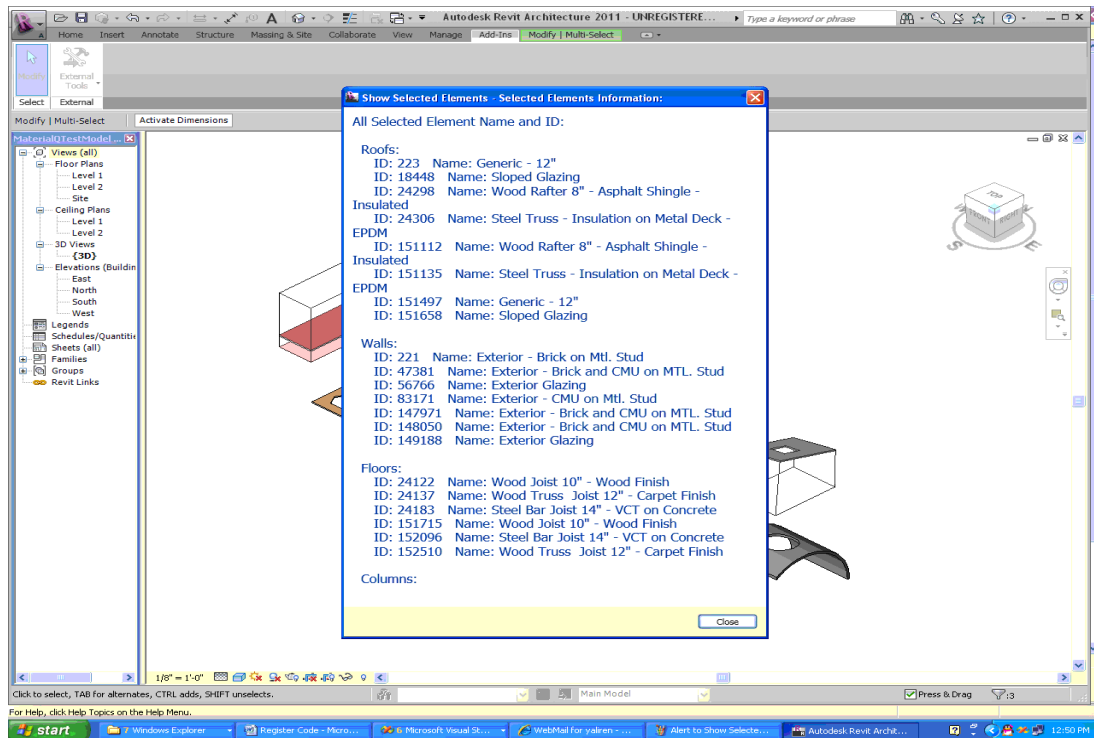 Autodesk Revit Architecture 2011 - UNREGISTERE...
Type a keyword or phrase
Home Insert Annotate Structure Massing & Site Collaborate View Manage Add-Ins Modify | Multi-Select
Modify
External
Tools
Select External
Modify | Multi-Select Activate Dimensions
MaterialQTestModel ...
Views (all)
Floor Plans
Level 1
Level 2
Site
Ceiling Plans
Level 1
Level 2
3D Views
{3D}
Elevations (Buildin
East
North
South
West
Legends
Schedules/Quantitie
Sheets (all)
Families
Groups
Revit Links
Show Selected Elements - Selected Elements Information:
All Selected Element Name and ID:
Roofs:
ID: 223 Name: Generic - 12"
ID: 18448 Name: Sloped Glazing
ID: 24298 Name: Wood Rafter 8" - Asphalt Shingle -
Insulated
ID: 24306 Name: Steel Truss - Insulation on Metal Deck -
EPDM
ID: 151112 Name: Wood Rafter 8" - Asphalt Shingle -
Insulated
ID: 151135 Name: Steel Truss - Insulation on Metal Deck -
EPDM
ID: 151497 Name: Generic - 12"
ID: 151658 Name: Sloped Glazing
Walls:
ID: 221 Name: Exterior - Brick on Mtl. Stud
ID: 47381 Name: Exterior - Brick and CMU on MTL. Stud
ID: 56766 Name: Exterior Glazing
ID: 83171 Name: Exterior - CMU on Mtl. Stud
ID: 147971 Name: Exterior - Brick and CMU on MTL. Stud
ID: 148050 Name: Exterior - Brick and CMU on MTL. Stud
ID: 149188 Name: Exterior Glazing
Floors:
ID: 24122 Name: Wood Joist 10" - Wood Finish
ID: 24137 Name: Wood Truss Joist 12" - Carpet Finish
ID: 24183 Name: Steel Bar Joist 14" - VCT on Concrete
ID: 151715 Name: Wood Joist 10" - Wood Finish
ID: 152096 Name: Steel Bar Joist 14" - VCT on Concrete
ID: 152510 Name: Wood Truss Joist 12" - Carpet Finish
Columns:
Close
TOP
FRONT RIGHT
S E
1/8" = 1'-0"
Click to select, TAB for alternates, CTRL adds, SHIFT unselects.
Main Model
Press & Drag :3
For Help, click Help Topics on the Help Menu.
start 7 Windows Explorer Register Code - Micro... 6 Microsoft Visual St... WebMail for yaliren - ... Alert to Show Selecte... Autodesk Revit Archit... 12:50 PM